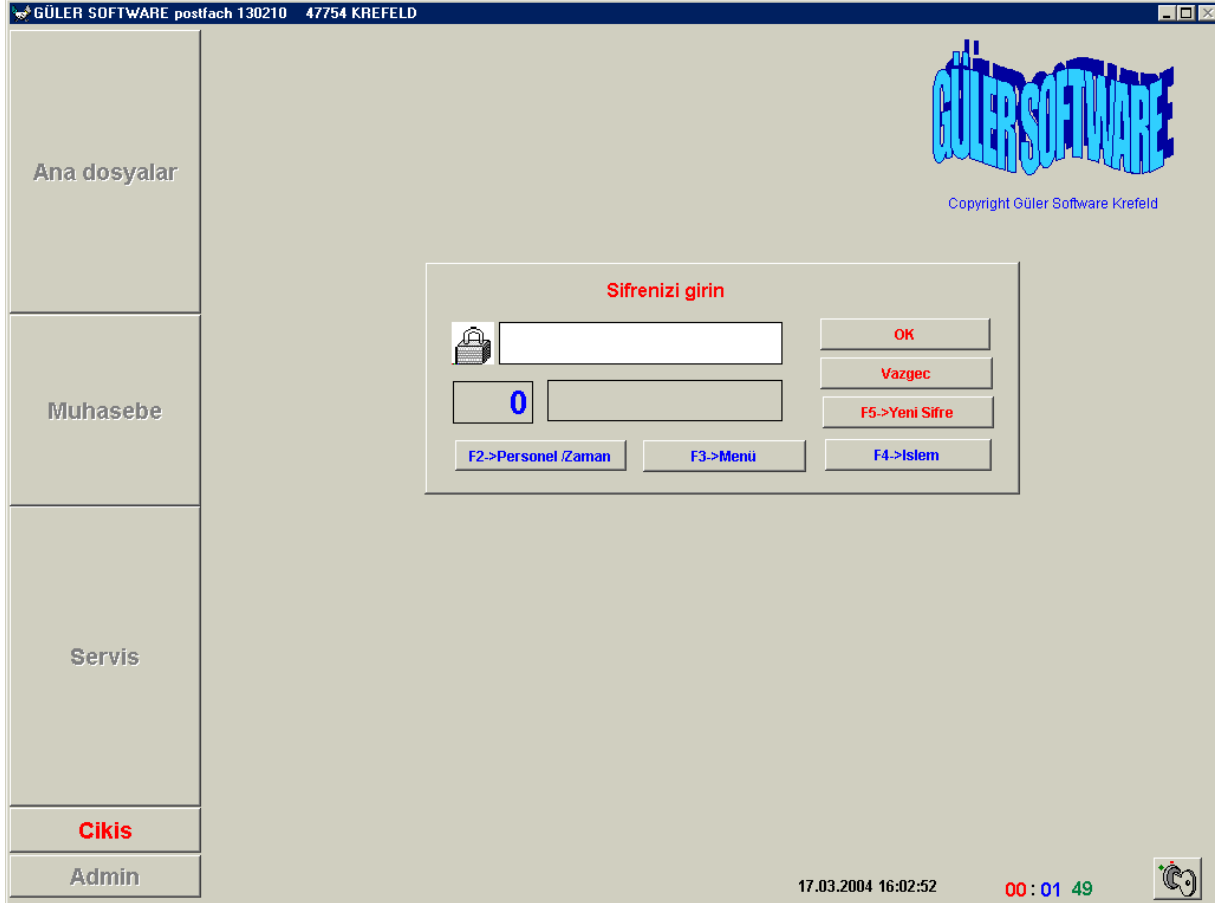 GÜLER SOFTWARE postfach 130210 47754 KREFELD
GÜLER SOFTWARE
Copyright Güler Software Krefeld
Ana dosyalar
Muhasebe
Servis
Cikis
Admin
Sifrenizi girin
OK
Vazgec
0
F5->Yeni Sifre
F2->Personel /Zaman
F3->Menü
F4->Islem
17.03.2004 16:02:52
00 : 01 49